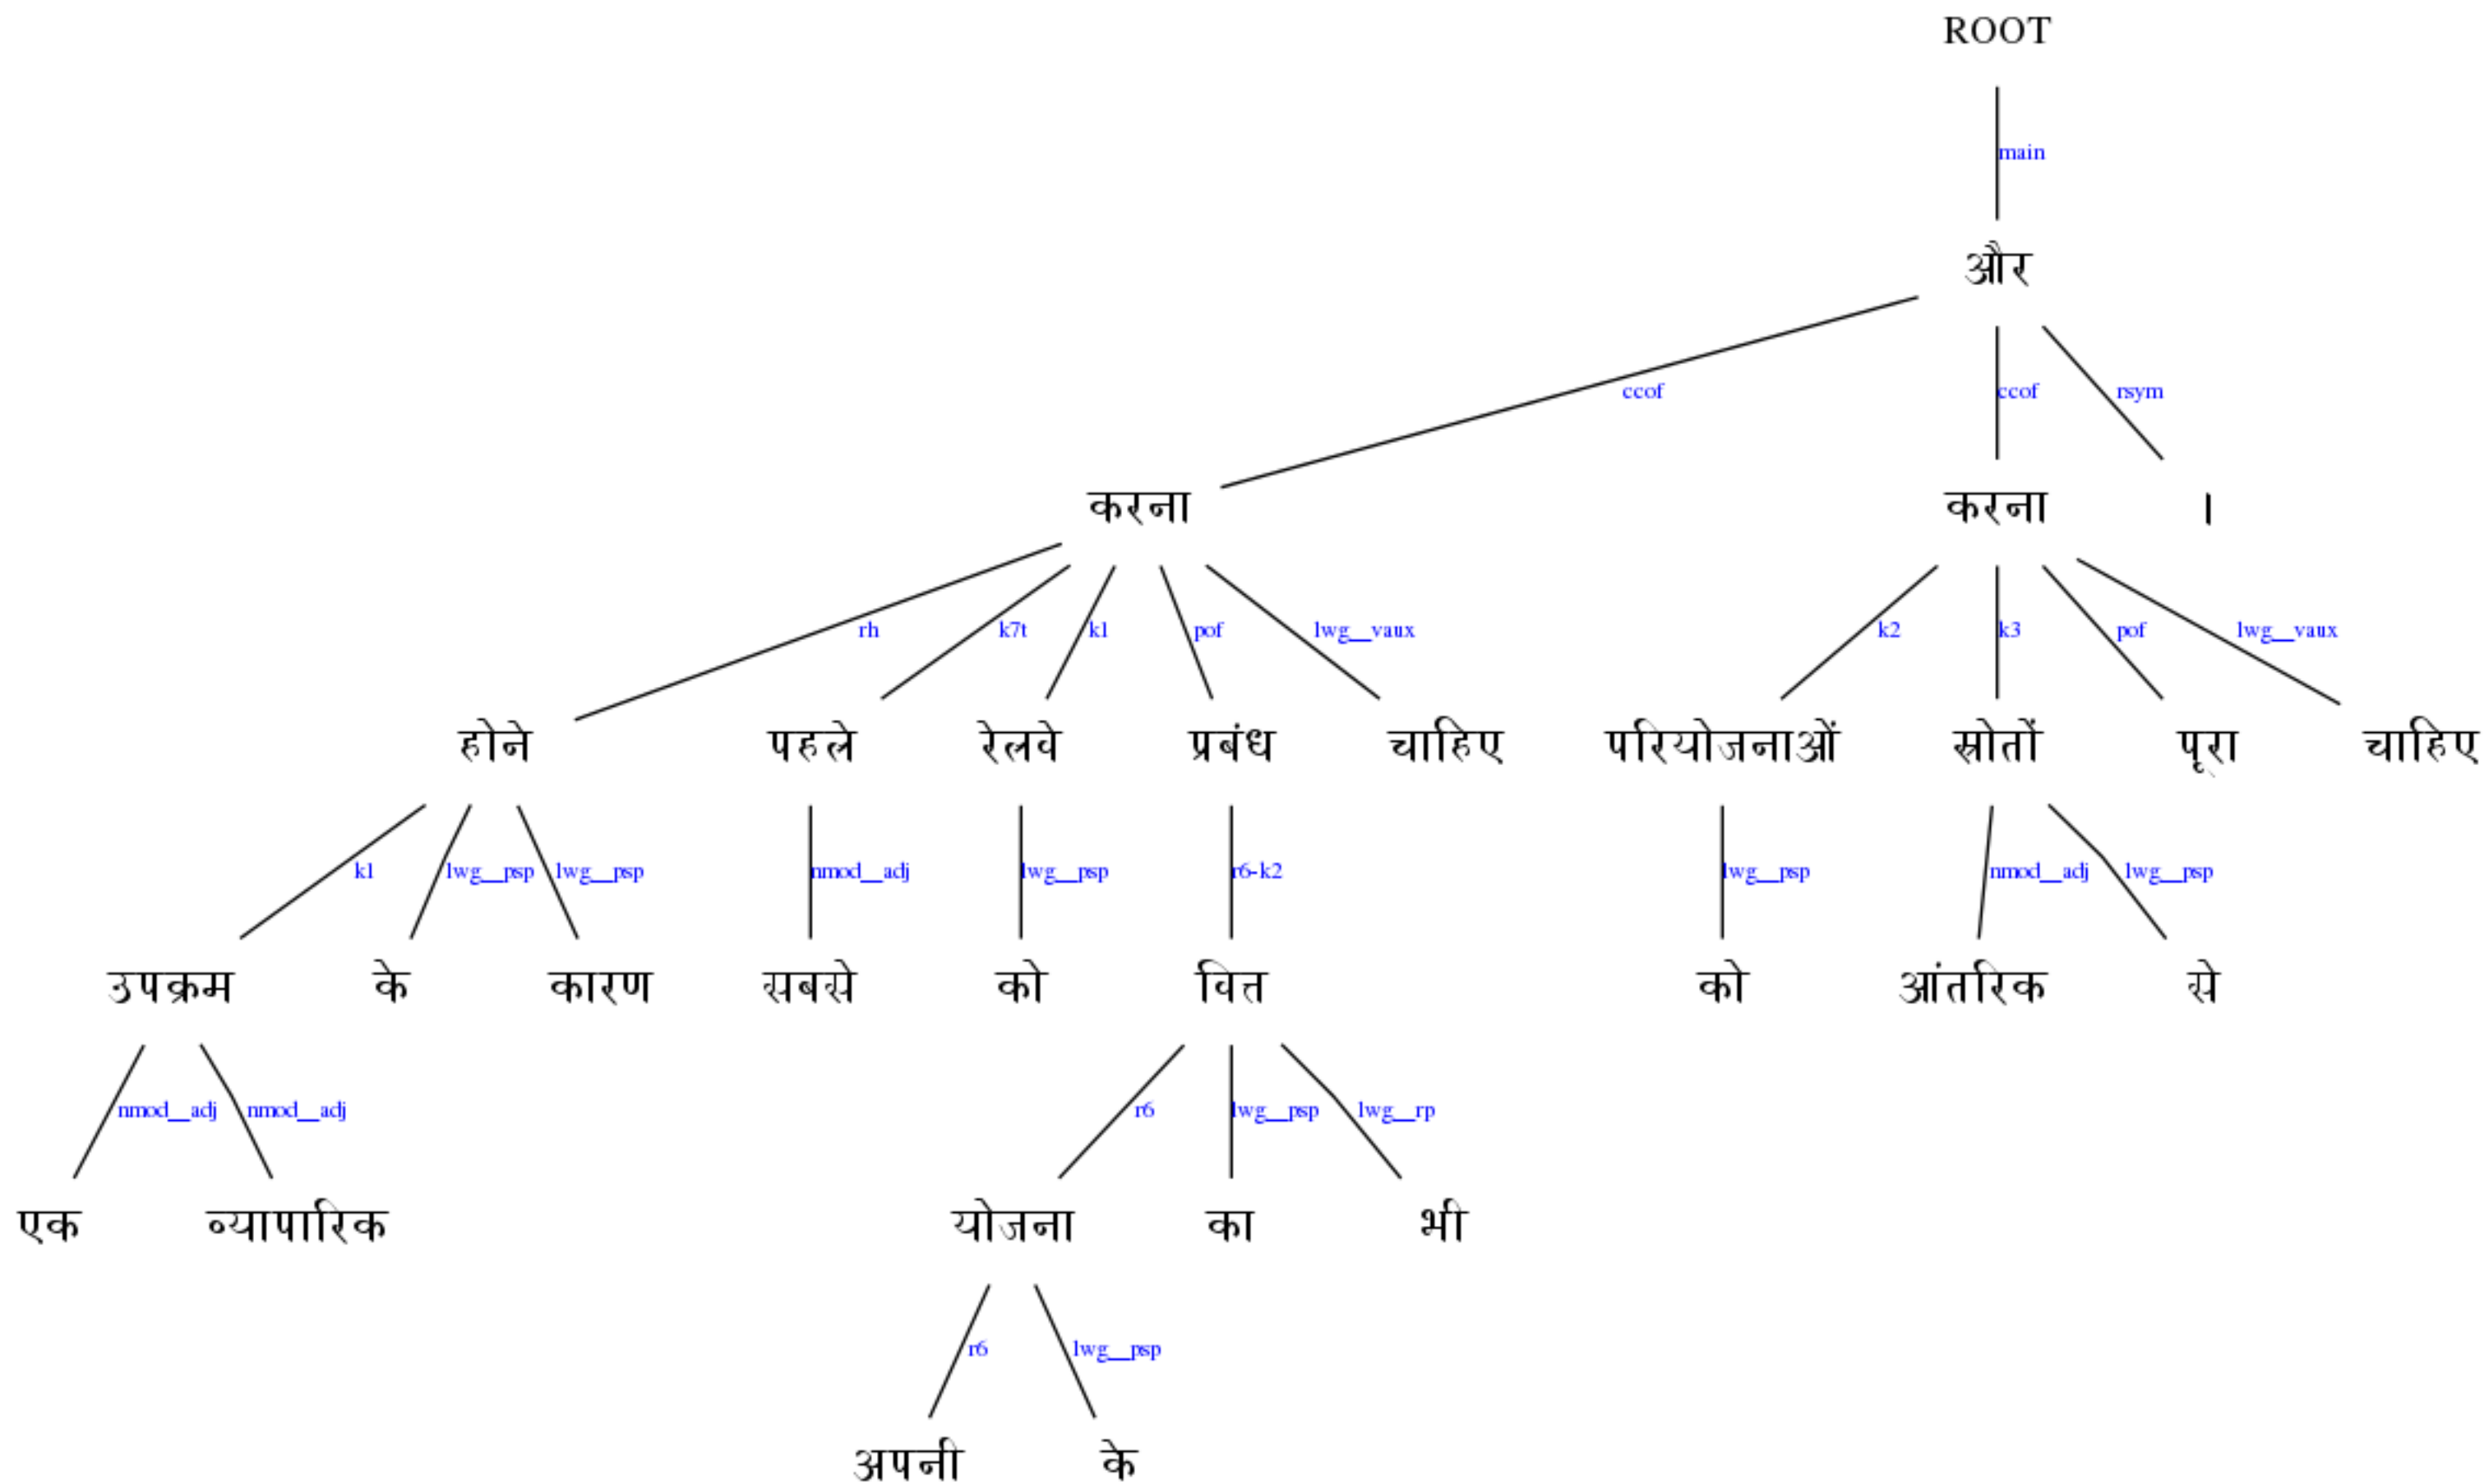 ROOT
main
और
ccof ccof rsym
करना करना ।
rh k7t k1 pof lwg__vaux k2 k3 pof lwg__vaux
होने पहले रेलवे प्रबंध चाहिए परियोजनाओं स्रोतों पूरा चाहिए
k1 lwg__psp lwg__psp nmod__adj lwg__psp r6-k2 lwg__psp nmod__adj lwg__psp
उपक्रम के कारण सबसे को वित्त को आंतरिक से
nmod__adj nmod__adj r6 lwg__psp lwg__rp
एक व्यापारिक योजना का भी
r6 lwg__psp
अपनी के